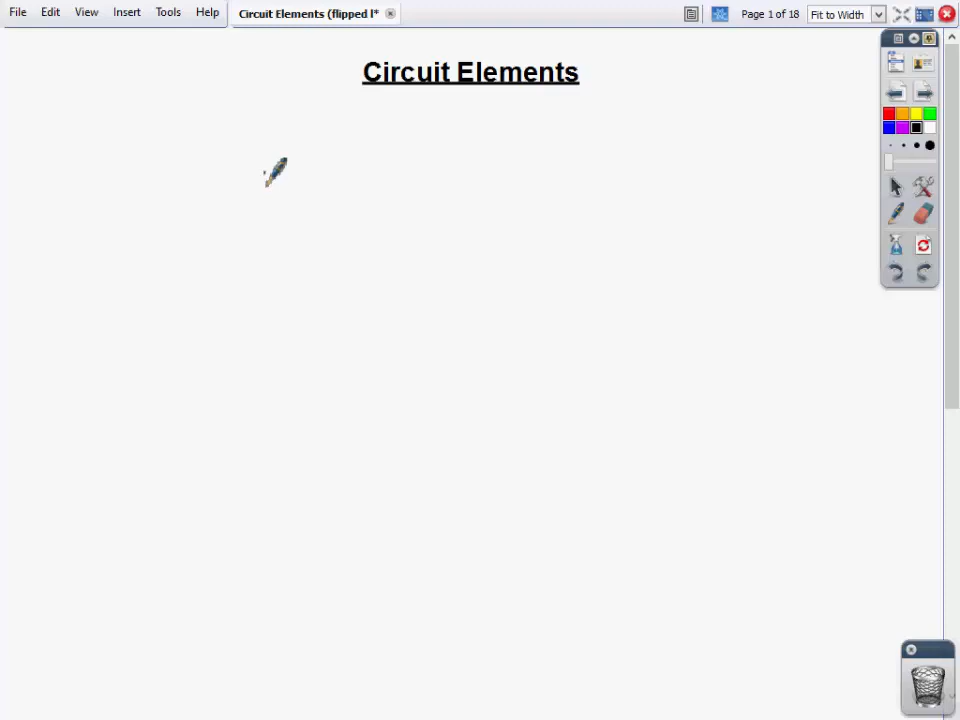 File Edit View Insert Tools Help Circuit Elements (flipped l* Page 1 of 18 Fit to Width
Circuit Elements